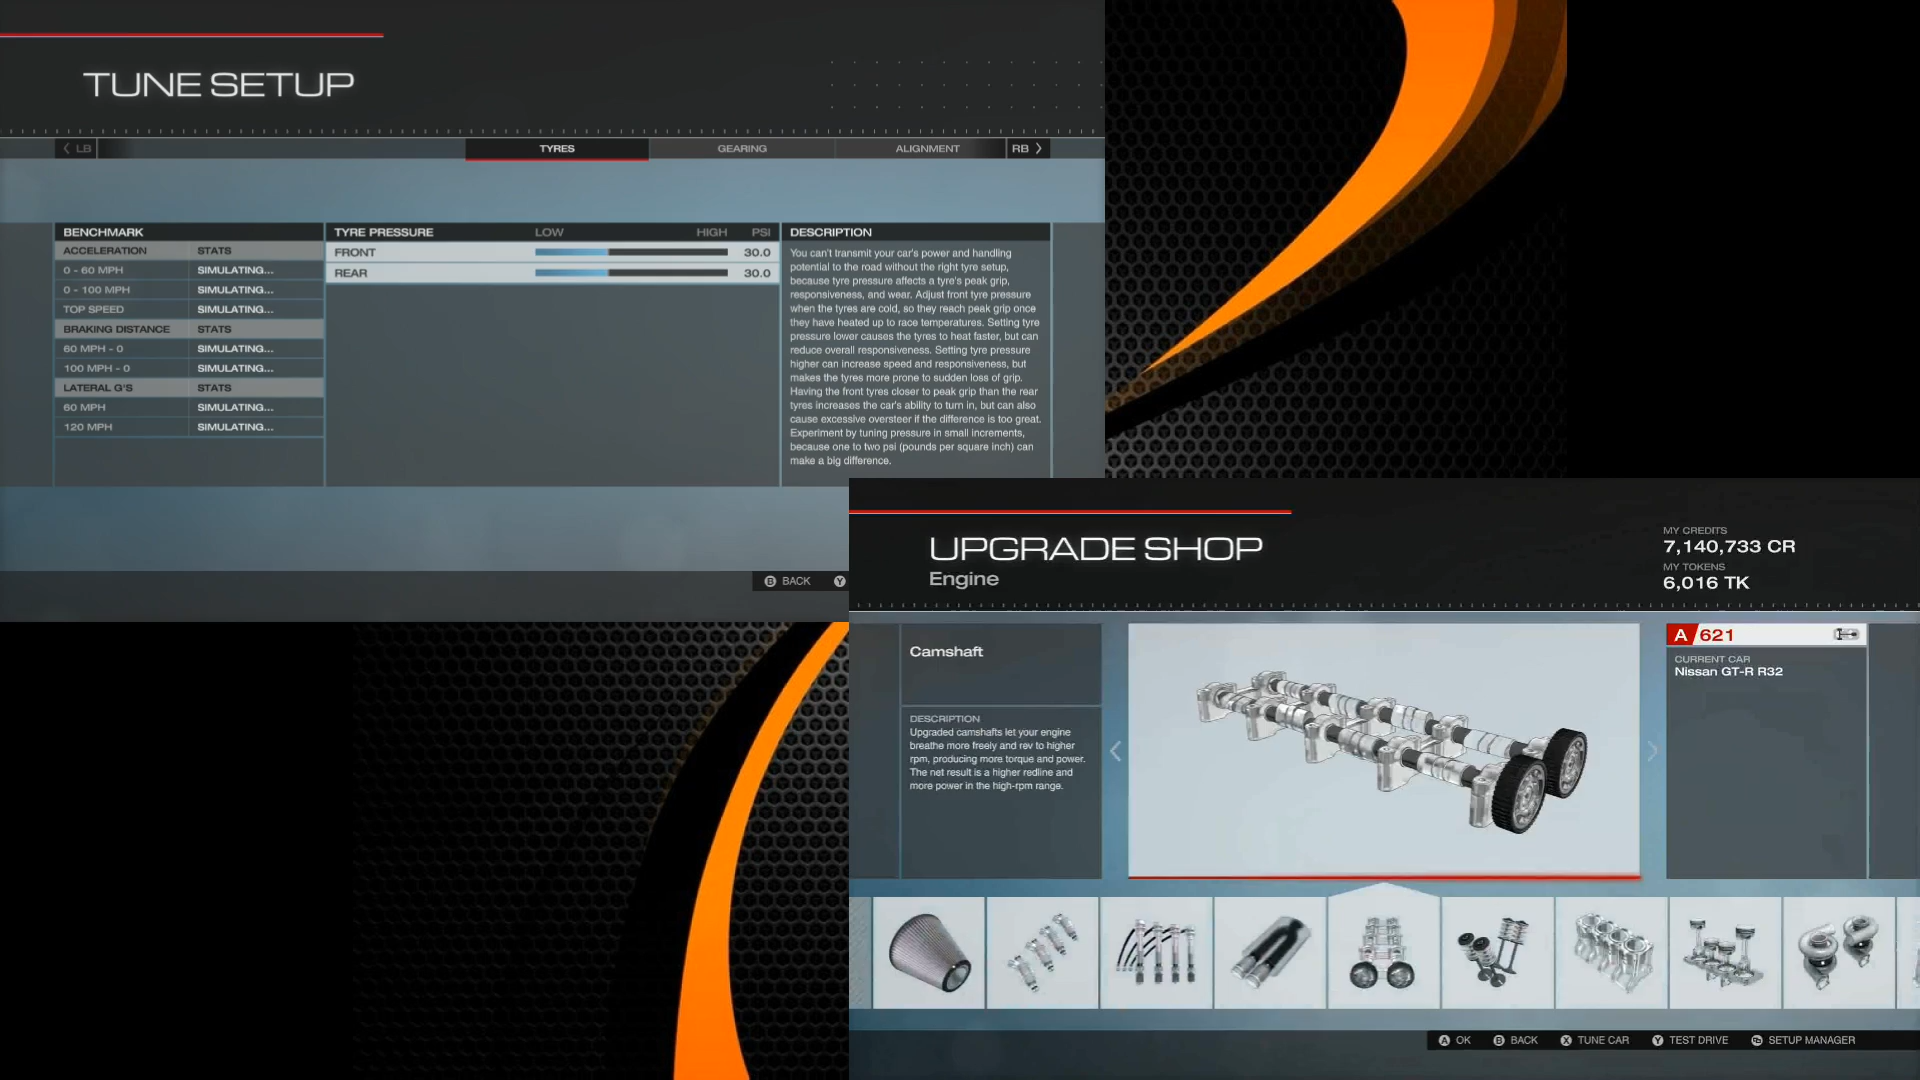 TUNE SETUP
LB
TYRES
GEARING
ALIGNMENT
RB
BENCHMARK
ACCELERATION STATS
0 - 60 MPH SIMULATING...
0 - 100 MPH SIMULATING...
TOP SPEED SIMULATING...
BRAKING DISTANCE STATS
60 MPH - 0 SIMULATING...
100 MPH - 0 SIMULATING...
LATERAL G'S STATS
60 MPH SIMULATING...
120 MPH SIMULATING...
TYRE PRESSURE LOW HIGH PSI
FRONT 30.0
REAR 30.0
DESCRIPTION
You can't transmit your car's power and handling
potential to the road without the right tyre setup,
because tyre pressure affects a tyre's peak grip,
responsiveness, and wear. Adjust front tyre pressure
when the tyres are cold, so they reach peak grip once
they have heated up to race temperatures. Setting tyre
pressure lower causes the tyres to heat faster, but can
reduce overall responsiveness. Setting tyre pressure
higher can increase speed and responsiveness, but
makes the tyres more prone to sudden loss of grip.
Having the front tyres closer to peak grip than the rear
tyres increases the car's ability to turn in, but can also
cause excessive oversteer if the difference is too great.
Experiment by tuning pressure in small increments,
because one to two psi (pounds per square inch) can
make a big difference.
B BACK Y
UPGRADE SHOP
Engine
MY CREDITS
7,140,733 CR
MY TOKENS
6,016 TK
Camshaft
DESCRIPTION
Upgraded camshafts let your engine
breathe more freely and rev to higher
rpm, producing more torque and power.
The net result is a higher redline and
more power in the high-rpm range.
A 621
CURRENT CAR
Nissan GT-R R32
A OK B BACK X TUNE CAR Y TEST DRIVE SETUP MANAGER